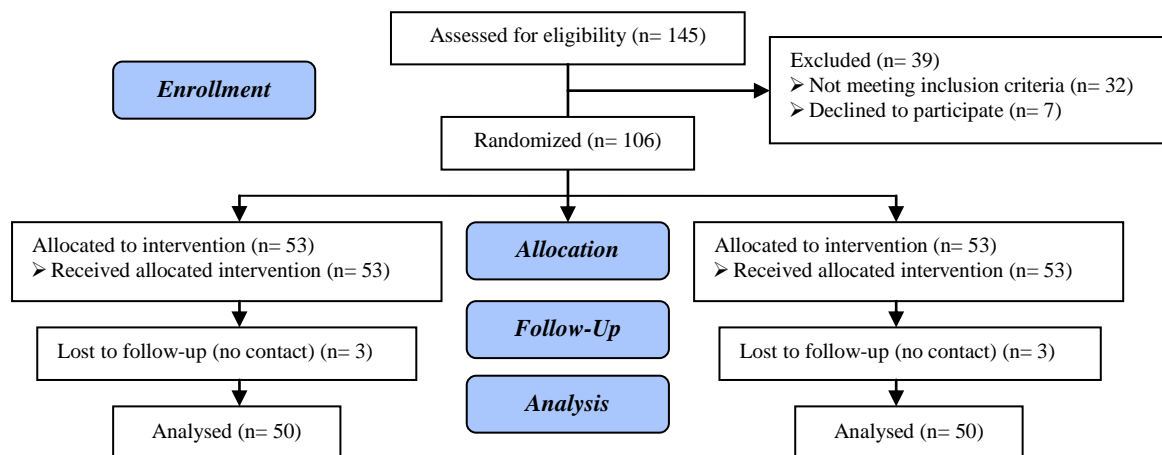 Assessed for eligibility (n= 145)
Enrollment
Excluded (n= 39)
➢ Not meeting inclusion criteria (n= 32)
➢ Declined to participate (n= 7)
Randomized (n= 106)
Allocated to intervention (n= 53)
➢ Received allocated intervention (n= 53)
Allocation
Allocated to intervention (n= 53)
➢ Received allocated intervention (n= 53)
Lost to follow-up (no contact) (n= 3)
Follow-Up
Lost to follow-up (no contact) (n= 3)
Analysed (n= 50)
Analysis
Analysed (n= 50)